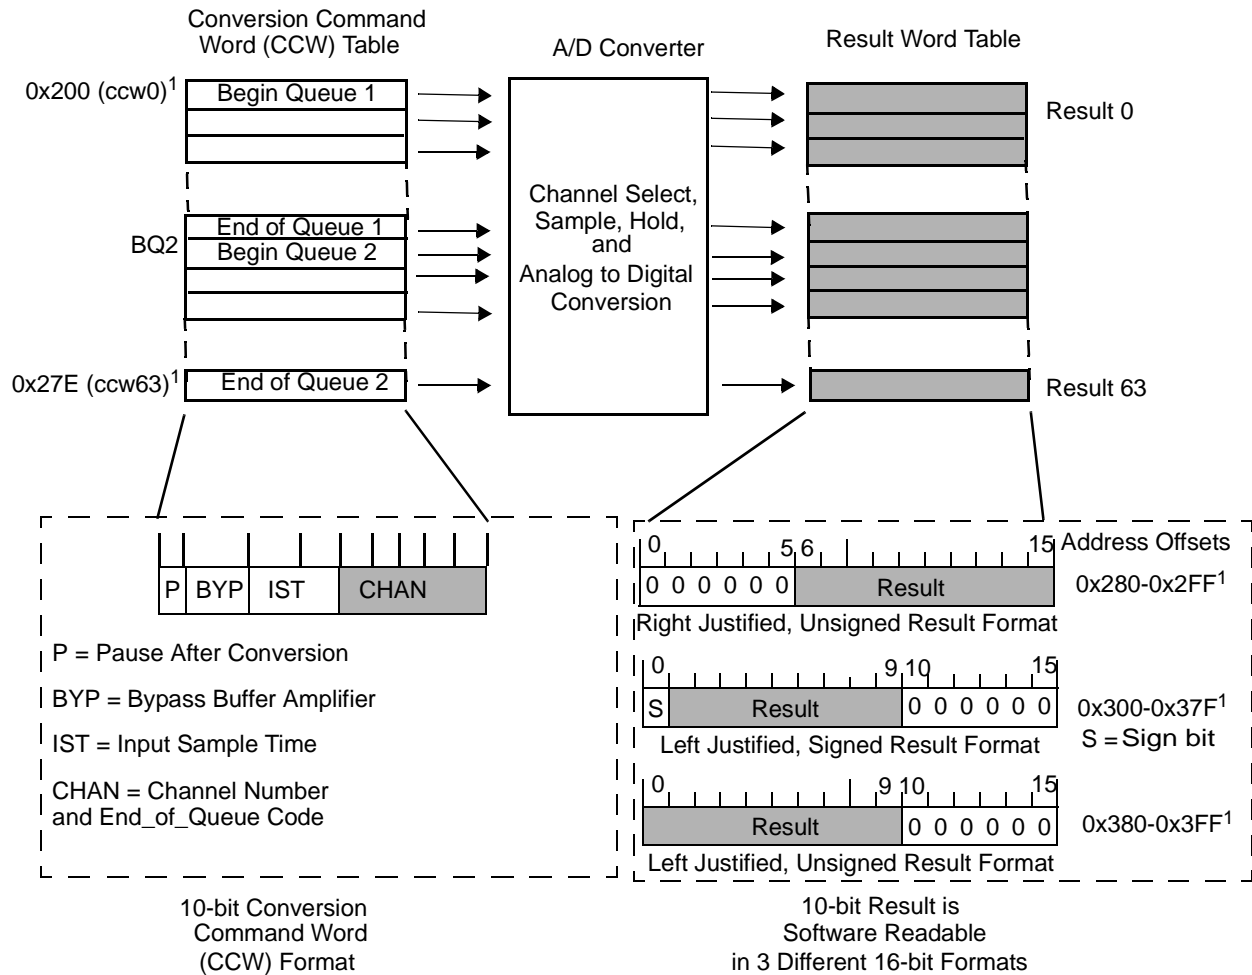 Conversion Command
Word (CCW) Table
A/D Converter
Result Word Table
0x200 (ccw0)1
Begin Queue 1
Result 0
Channel Select,
Sample, Hold,
and
Analog to Digital
Conversion
End of Queue 1
BQ2
Begin Queue 2
0x27E (ccw63)1
End of Queue 2
Result 63
P BYP IST CHAN
P = Pause After Conversion
BYP = Bypass Buffer Amplifier
IST = Input Sample Time
CHAN = Channel Number
and End_of_Queue Code
10-bit Conversion
Command Word
(CCW) Format
0 5 6 15 Address Offsets
0 0 0 0 0 0 Result 0x280-0x2FF1
Right Justified, Unsigned Result Format
0 9 10 15
S Result 0 0 0 0 0 0 0x300-0x37F1
Left Justified, Signed Result Format S = Sign bit
0 9 10 15
Result 0 0 0 0 0 0 0x380-0x3FF1
Left Justified, Unsigned Result Format
10-bit Result is
Software Readable
in 3 Different 16-bit Formats